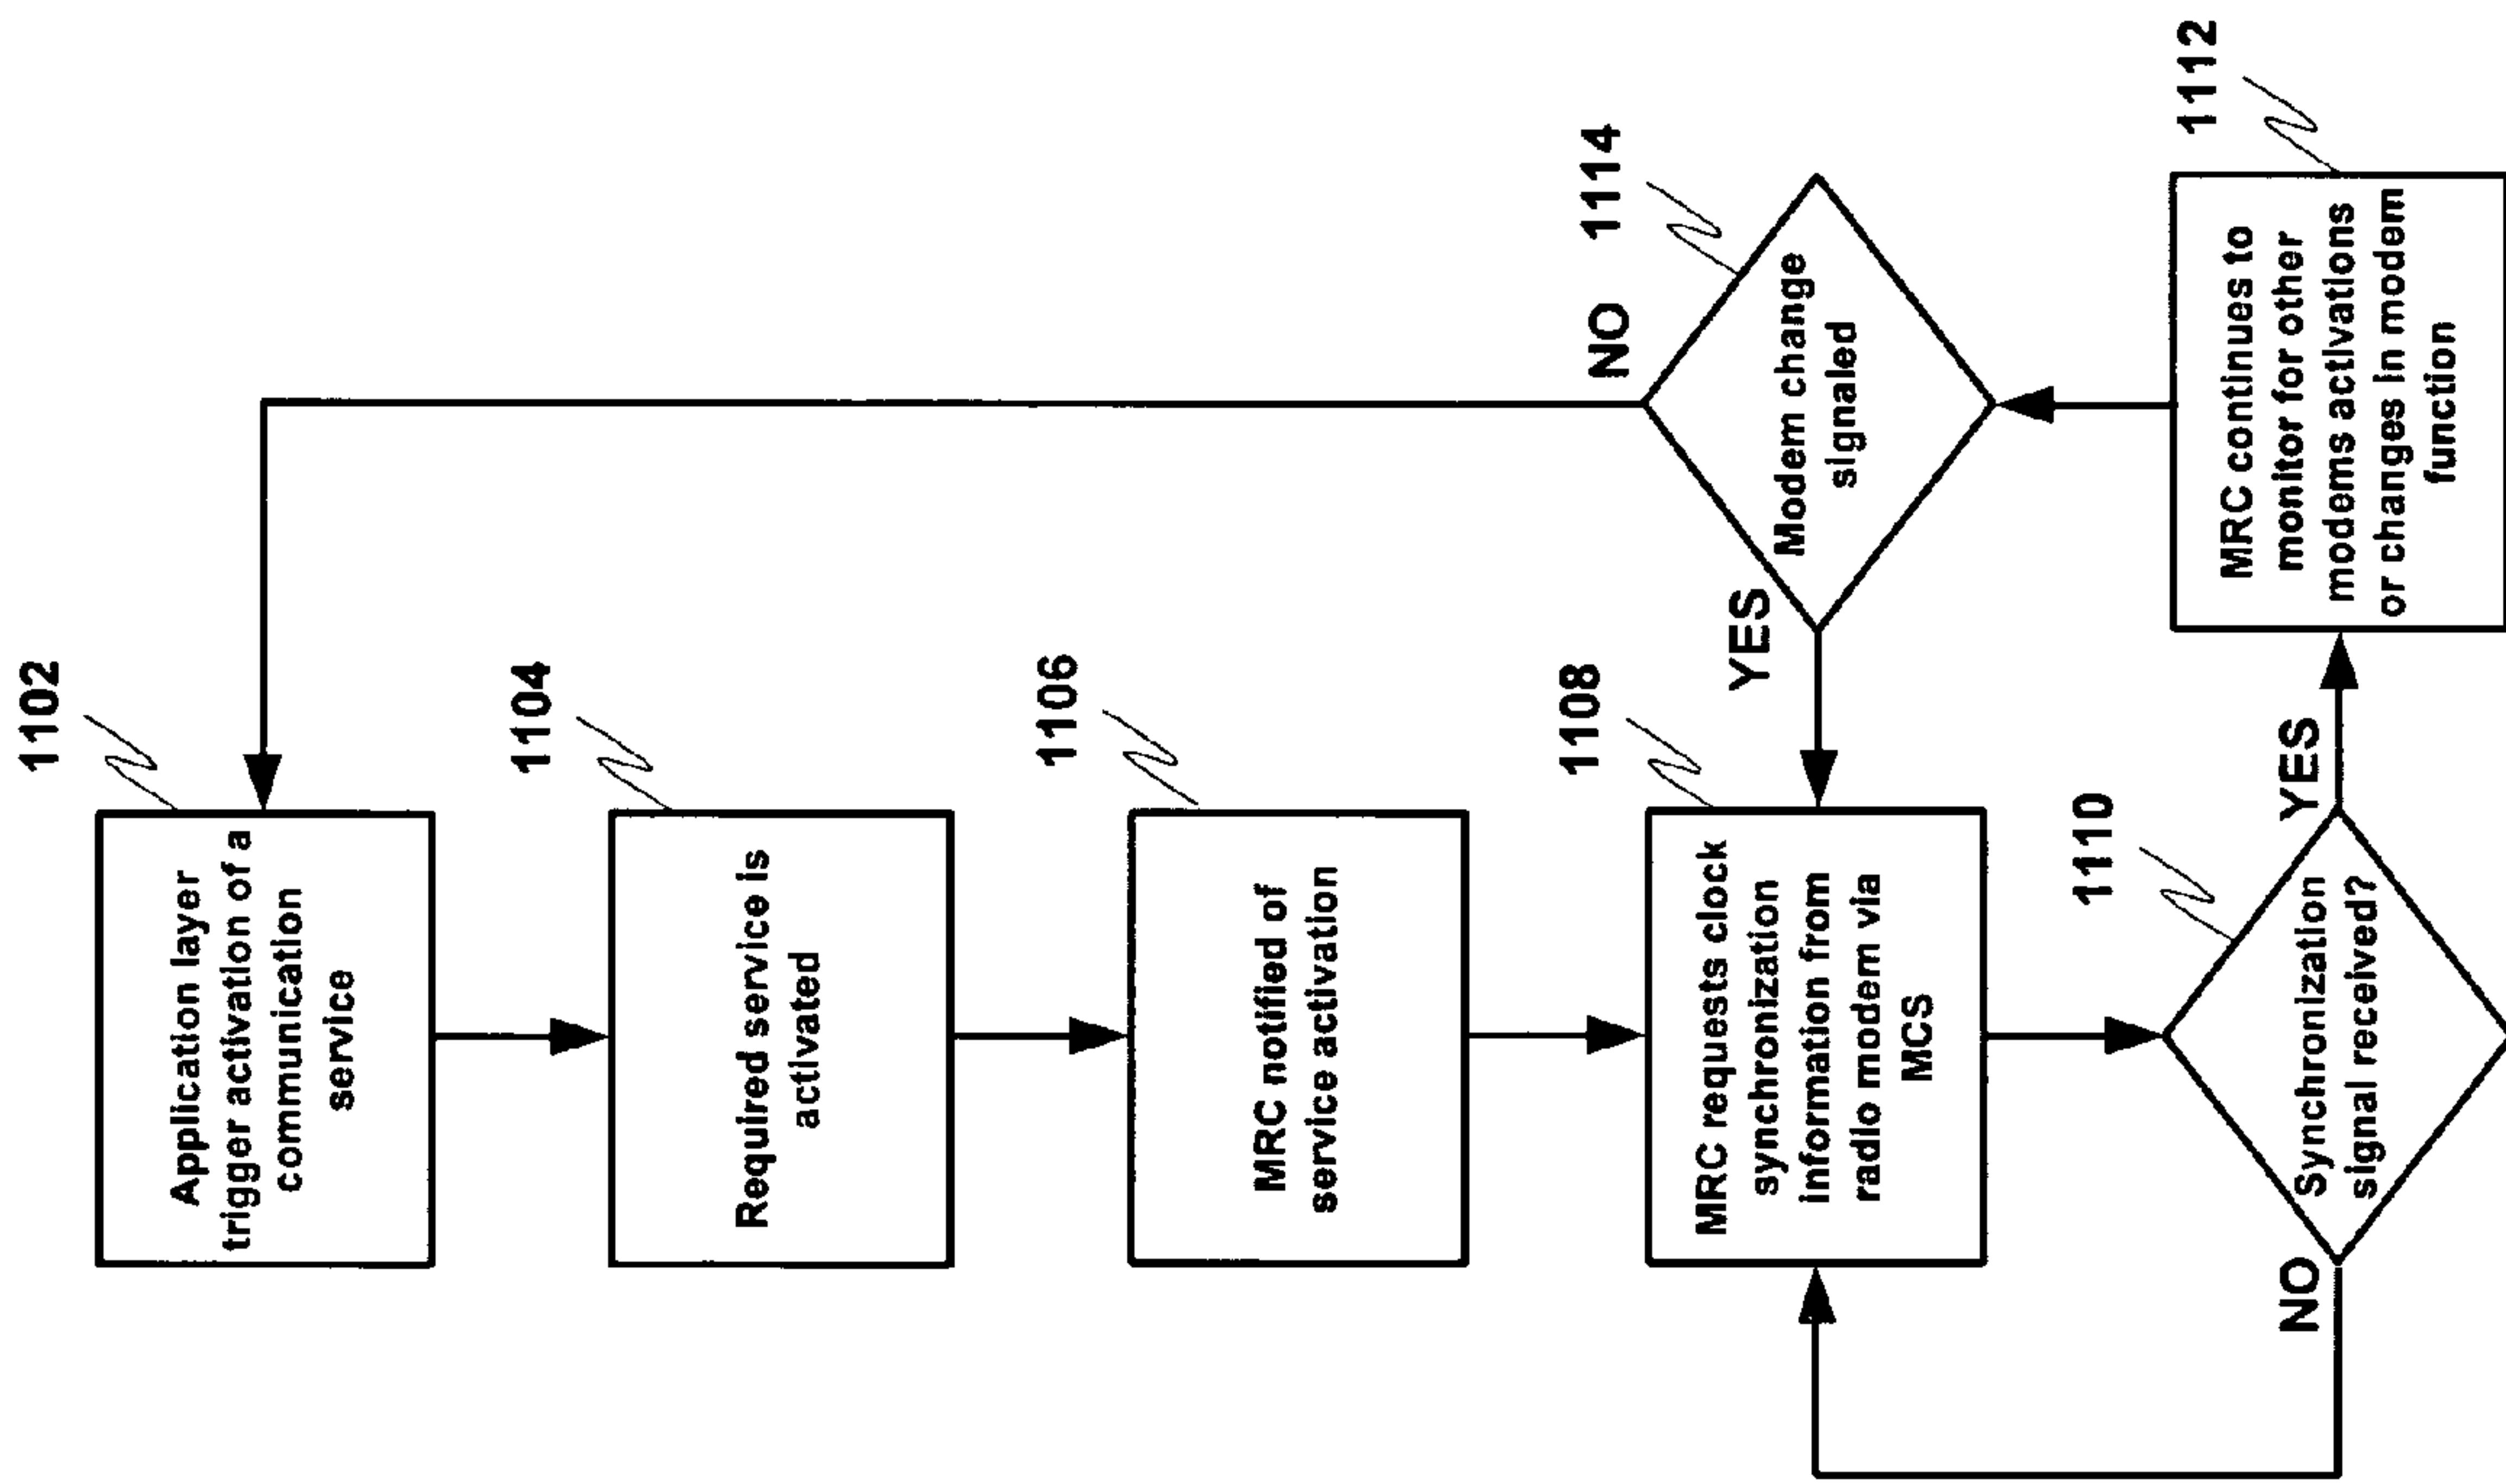 1102
Application layer
trigger activation of a
communication
service
1104
Required service is
activated
1106
MRC notified of
service activation
1108
MRC requests clock
synchronization
information from
radio modem via
MCS
1110
Synchronization
signal received?
NO
YES
1112
MRC continues to
monitor for other
modems activations
or changes in modem
function
1114
Modem change
signaled
YES
NO